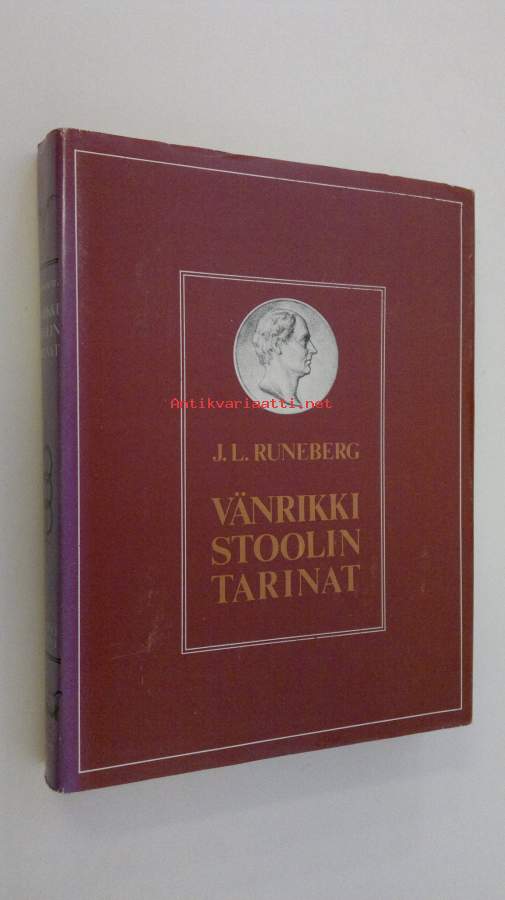 Antikvariaatti.net
J. L. RUNEBERG
VÄNRIKKI
STOOLIN
TARINAT